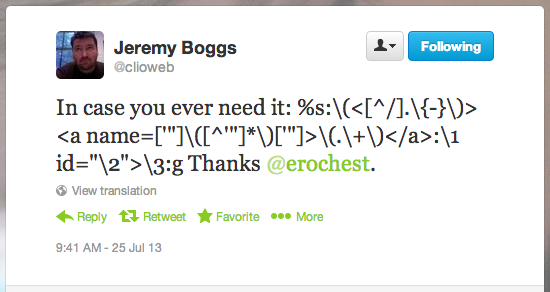 Jeremy Boggs
@clioweb
Following
In case you ever need it: %s:\(<[^/].\{-}\)>
<a name=['"]\([^'"]*\)['"]>\(.\+\)</a>:\1
id="\2">\3:g Thanks @erochest.
View translation
Reply Retweet Favorite More
9:41 AM - 25 Jul 13